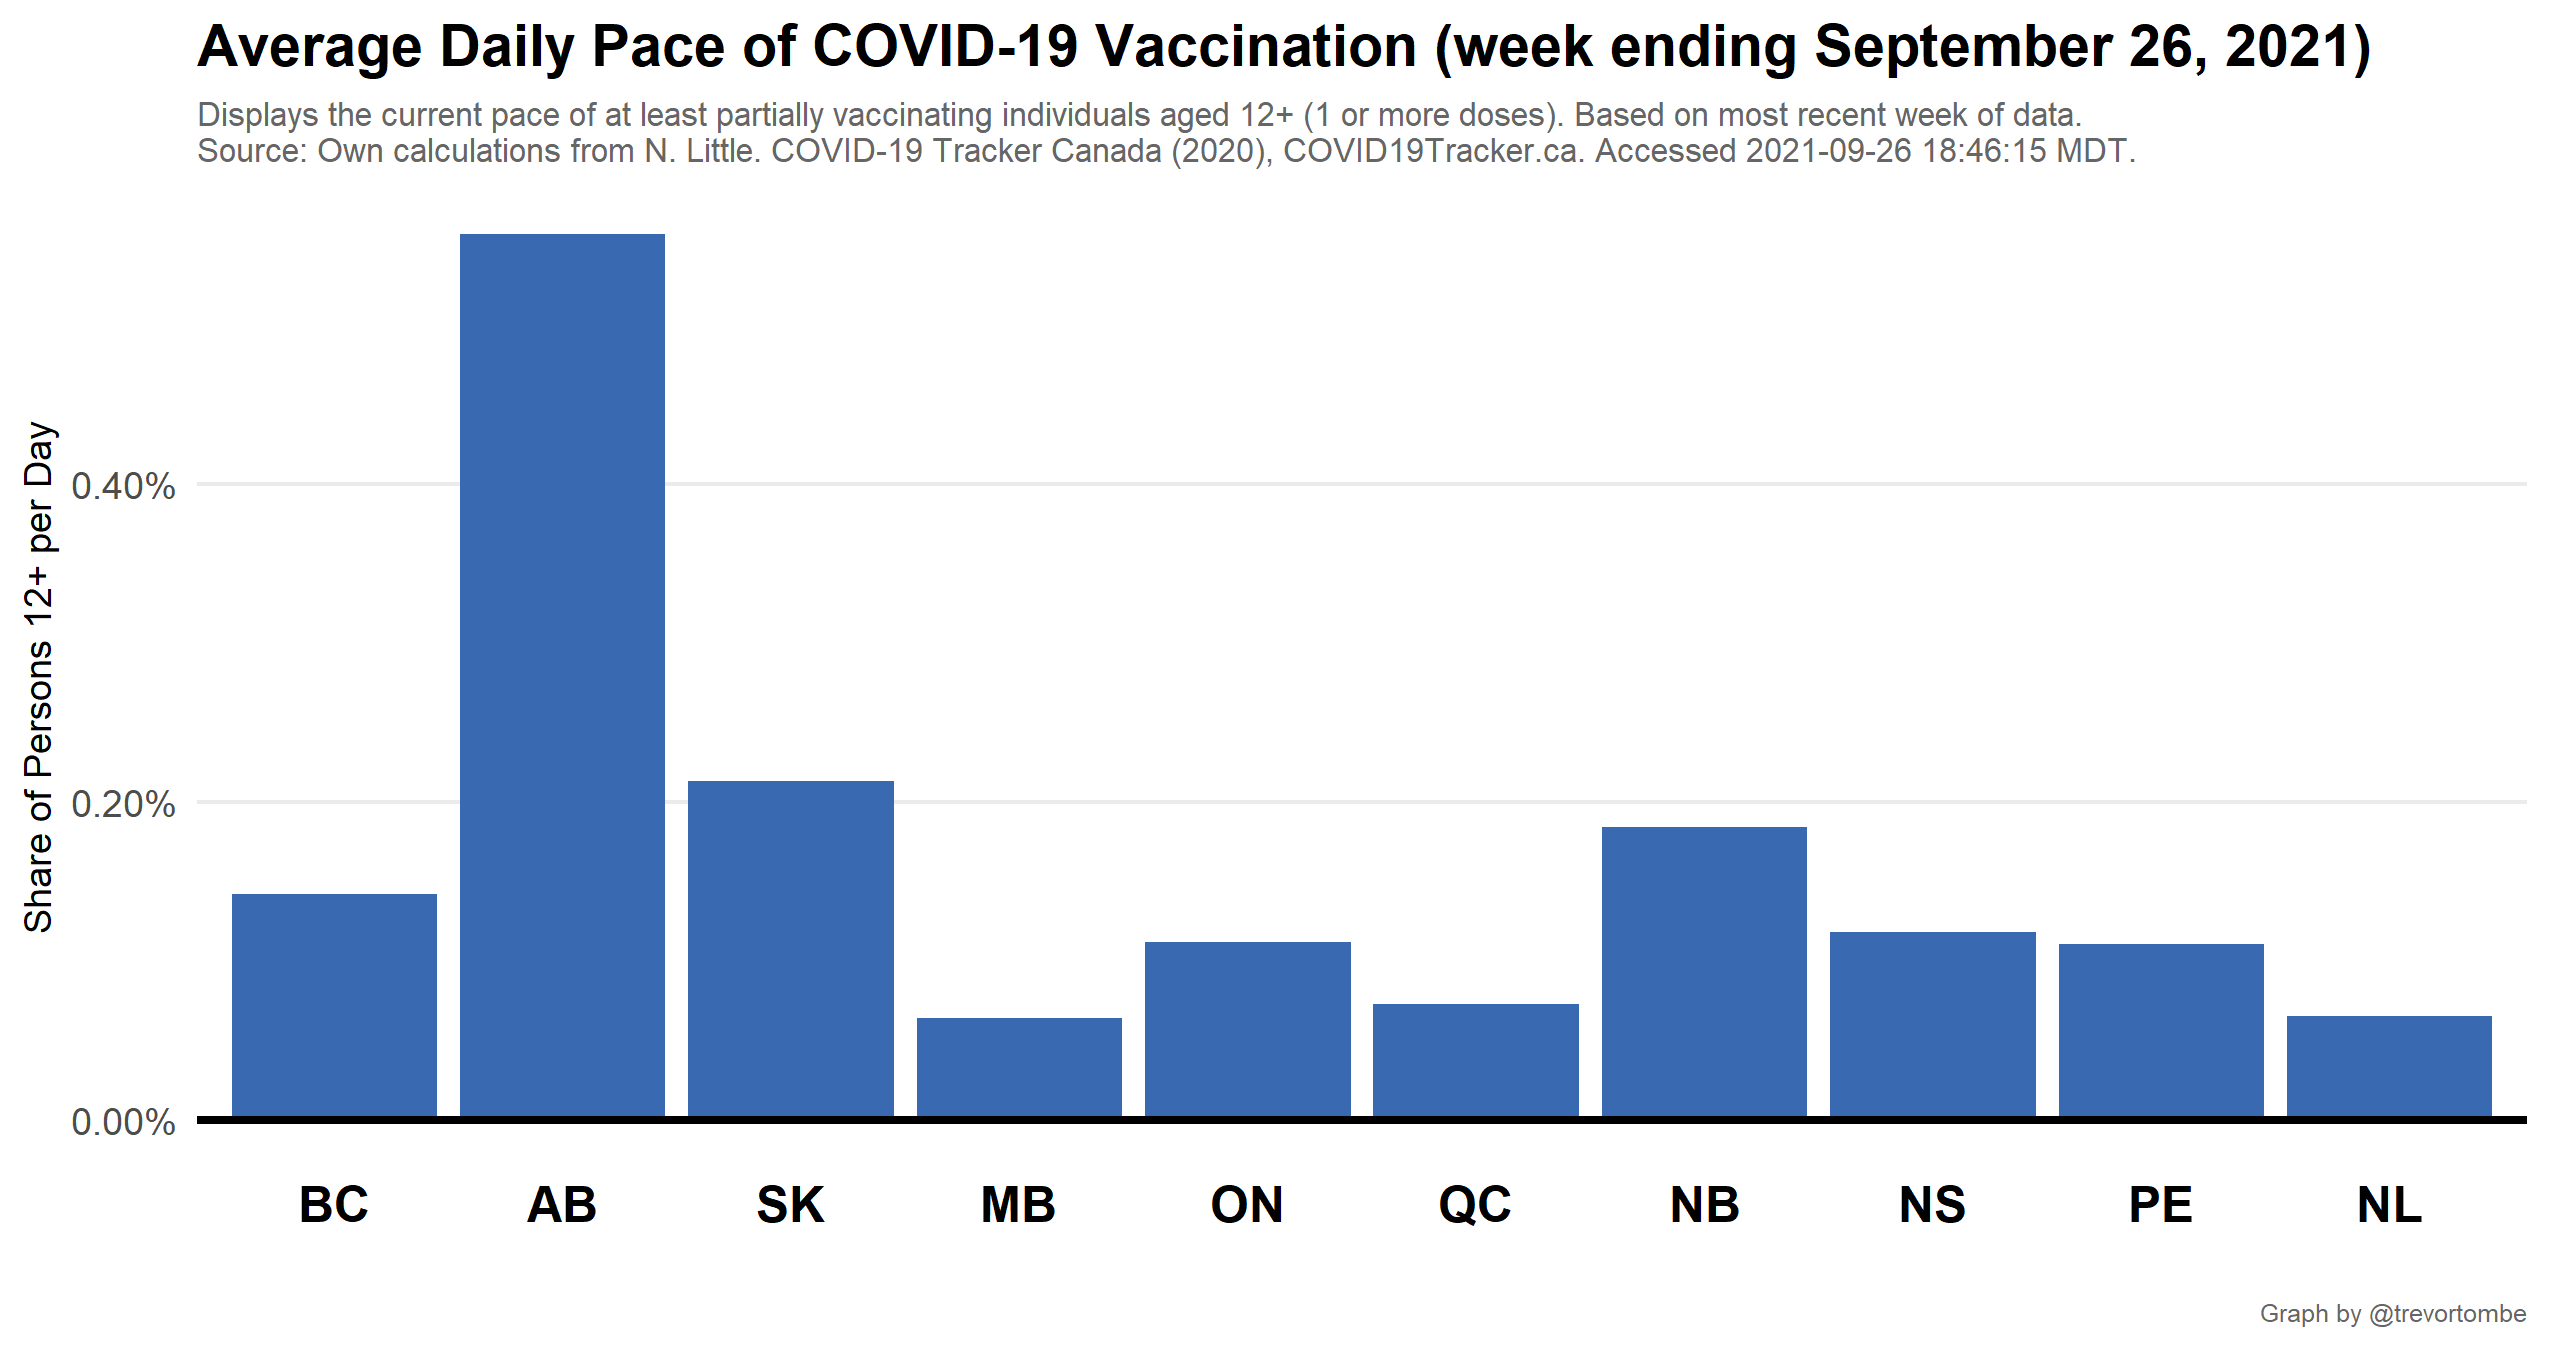 Average Daily Pace of COVID-19 Vaccination (week ending September 26, 2021)
Displays the current pace of at least partially vaccinating individuals aged 12+ (1 or more doses). Based on most recent week of data.
Source: Own calculations from N. Little. COVID-19 Tracker Canada (2020), COVID19Tracker.ca. Accessed 2021-09-26 18:46:15 MDT.
Share of Persons 12+ per Day
0.40%
0.20%
0.00%
BC AB SK MB ON QC NB NS PE NL
Graph by @trevortombe